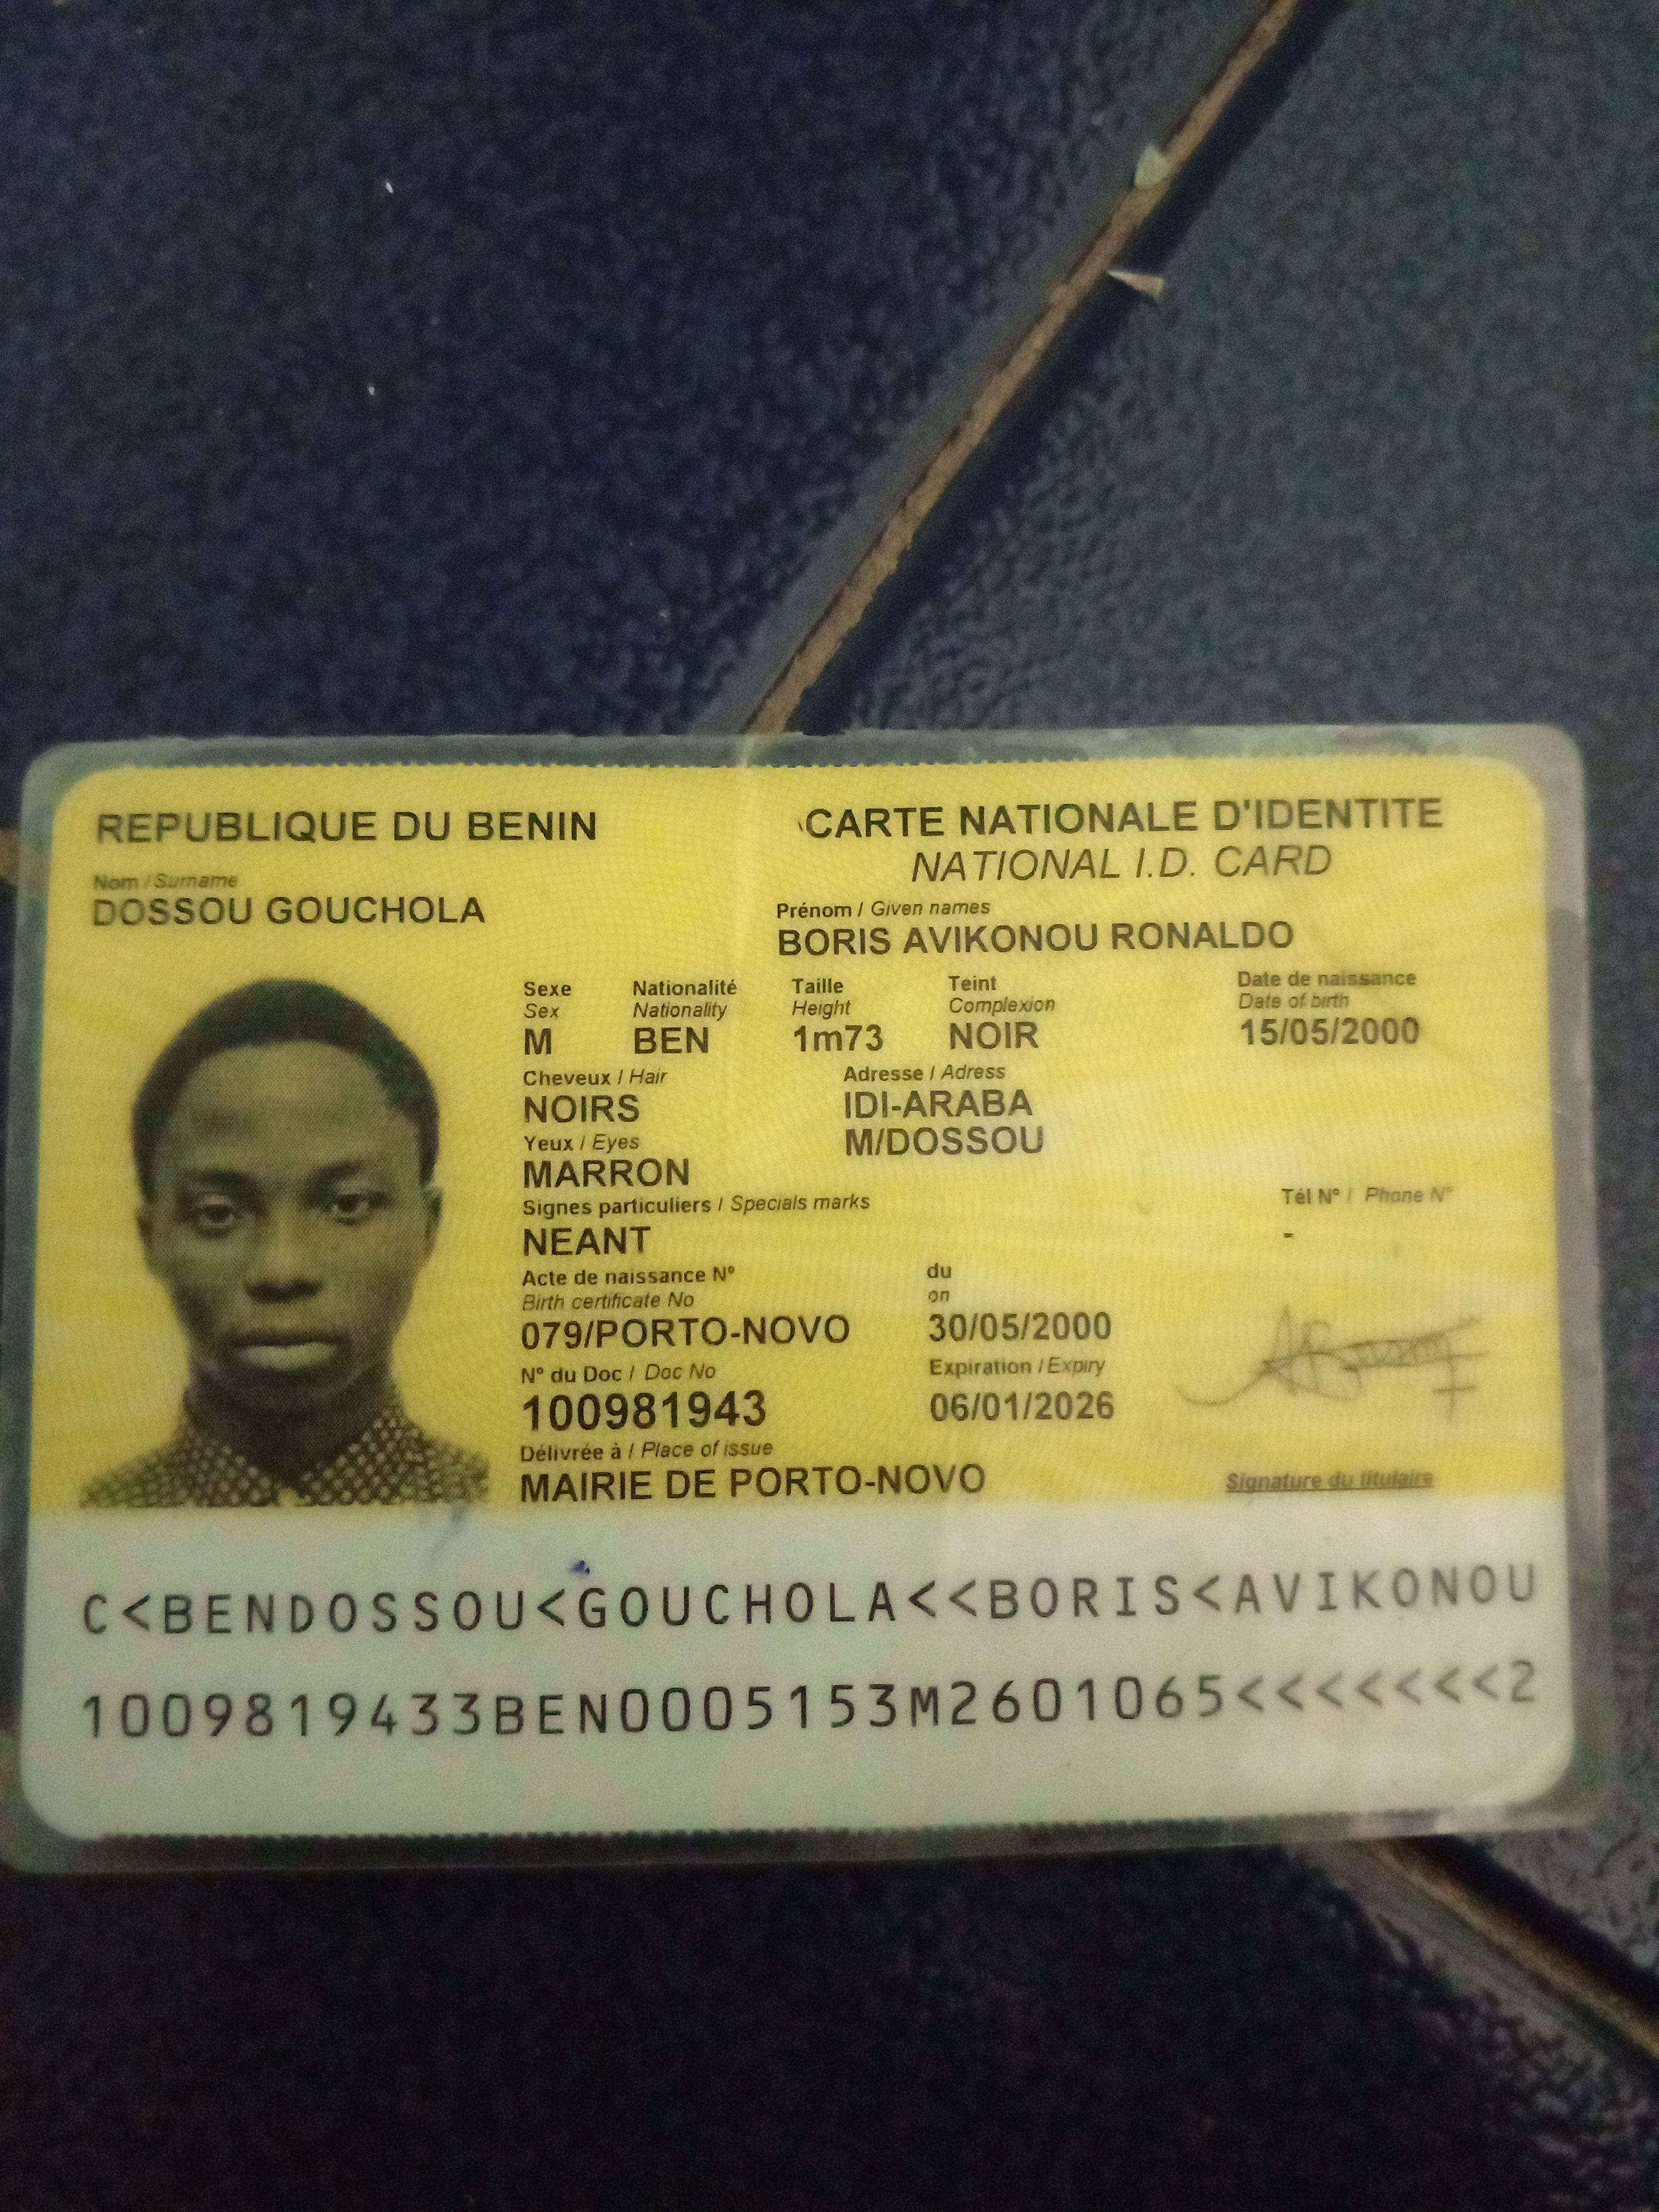 REPUBLIQUE DU BENIN
CARTE NATIONALE D'IDENTITE
NATIONAL I.D. CARD
Nom / Surname
DOSSOU GOUCHOLA
Prénom / Given names
BORIS AVIKONOU RONALDO
Sexe Nationalité Taille Teint Date de naissance
Sex Nationality Height Complexion Date of birth
M BEN 1m73 NOIR 15/05/2000
Cheveux / Hair Adresse / Adress
NOIRS IDI-ARABA
Yeux / Eyes M/DOSSOU
MARRON
Signes particuliers / Specials marks Tél N° / Phone N°
NEANT -
Acte de naissance N° du
Birth certificate No on
079/PORTO-NOVO 30/05/2000
N° du Doc / Doc No Expiration / Expiry
100981943 06/01/2026
Délivrée à / Place of issue
MAIRIE DE PORTO-NOVO Signature du titulaire
C<BENDOSSOU<GOUCHOLA<<BORIS<AVIKONOU
1009819433BEN0005153M2601065<<<<<<<2